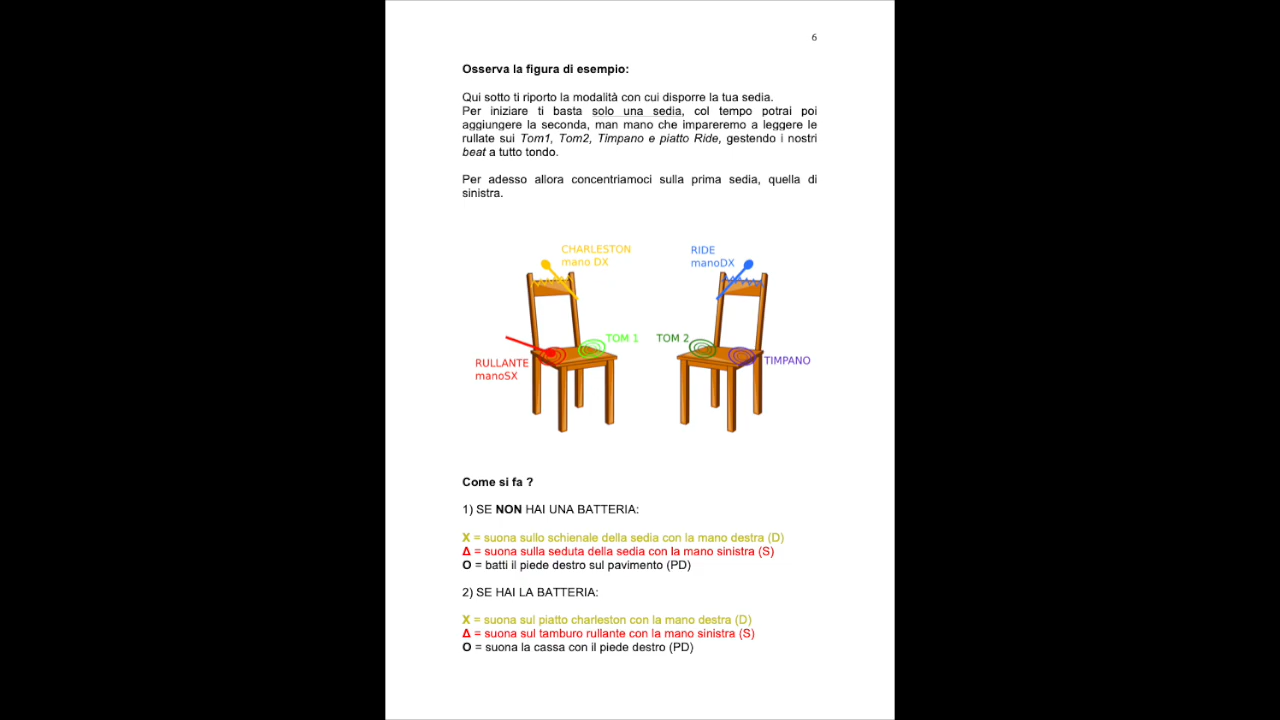 6
Osserva la figura di esempio:
Qui sotto ti riporto la modalità con cui disporre la tua sedia.
Per iniziare ti basta solo una sedia, col tempo potrai poi
aggiungere la seconda, man mano che impareremo a leggere le
rullate sui Tom1, Tom2, Timpano e piatto Ride, gestendo i nostri
beat a tutto tondo.
Per adesso allora concentriamoci sulla prima sedia, quella di
sinistra.
CHARLESTON
mano DX
RIDE
manoDX
TOM 1
TOM 2
RULLANTE
manoSX
TIMPANO
Come si fa ?
1) SE NON HAI UNA BATTERIA:
X = suona sullo schienale della sedia con la mano destra (D)
Δ = suona sulla seduta della sedia con la mano sinistra (S)
O = batti il piede destro sul pavimento (PD)
2) SE HAI LA BATTERIA:
X = suona sul piatto charleston con la mano destra (D)
Δ = suona sul tamburo rullante con la mano sinistra (S)
O = suona la cassa con il piede destro (PD)